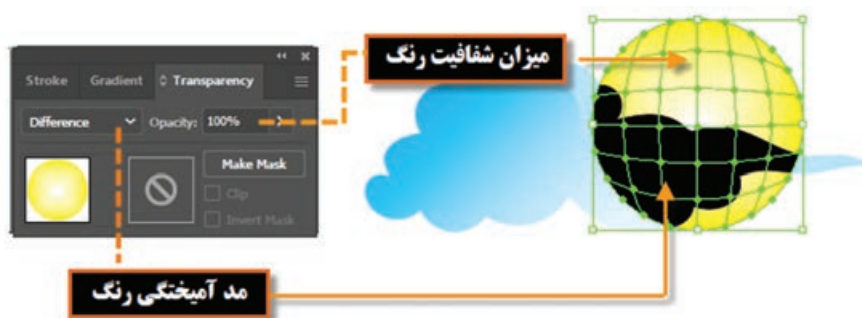 میزان شفافیت رنگ
Stroke Gradient Transparency
Difference Opacity: 100%
Make Mask
Clip
Invert Mask
مد آمیختگی رنگ